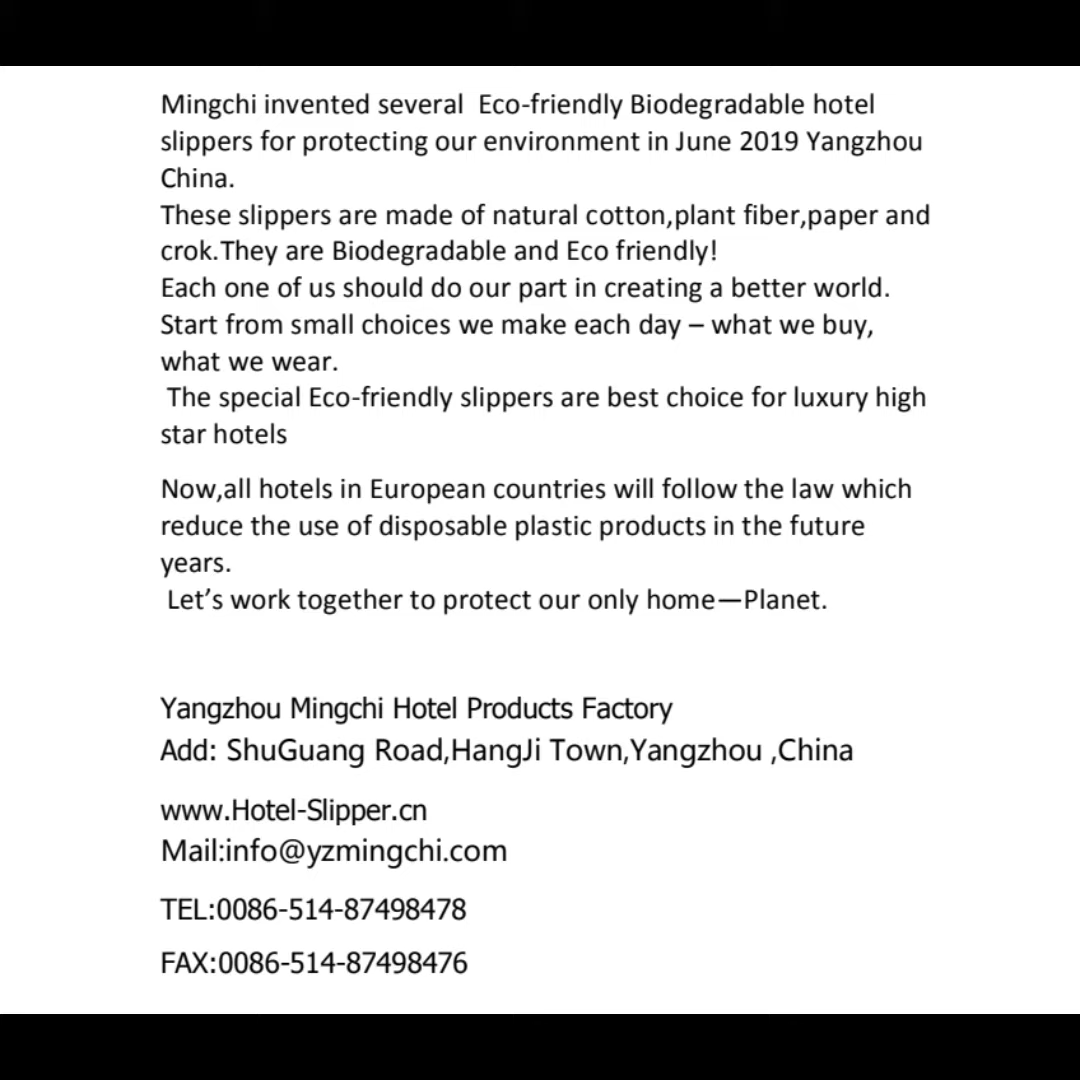 Mingchi invented several  Eco-friendly Biodegradable hotel
slippers for protecting our environment in June 2019 Yangzhou
China.
These slippers are made of natural cotton,plant fiber,paper and
crok.They are Biodegradable and Eco friendly!
Each one of us should do our part in creating a better world.
Start from small choices we make each day – what we buy,
what we wear.
The special Eco-friendly slippers are best choice for luxury high
star hotels
Now,all hotels in European countries will follow the law which
reduce the use of disposable plastic products in the future
years.
Let’s work together to protect our only home—Planet.
Yangzhou Mingchi Hotel Products Factory
Add: ShuGuang Road,HangJi Town,Yangzhou ,China
www.Hotel-Slipper.cn
Mail:info@yzmingchi.com
TEL:0086-514-87498478
FAX:0086-514-87498476